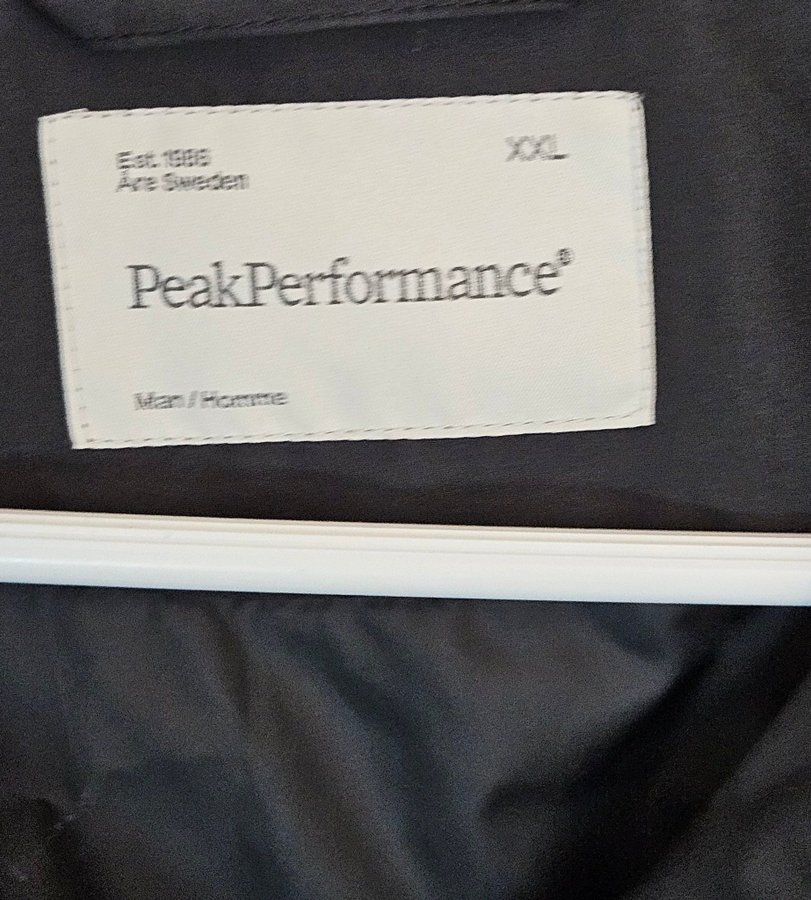 Est. 1986
Åre Sweden
XXL
PeakPerformance®
Man / Homme